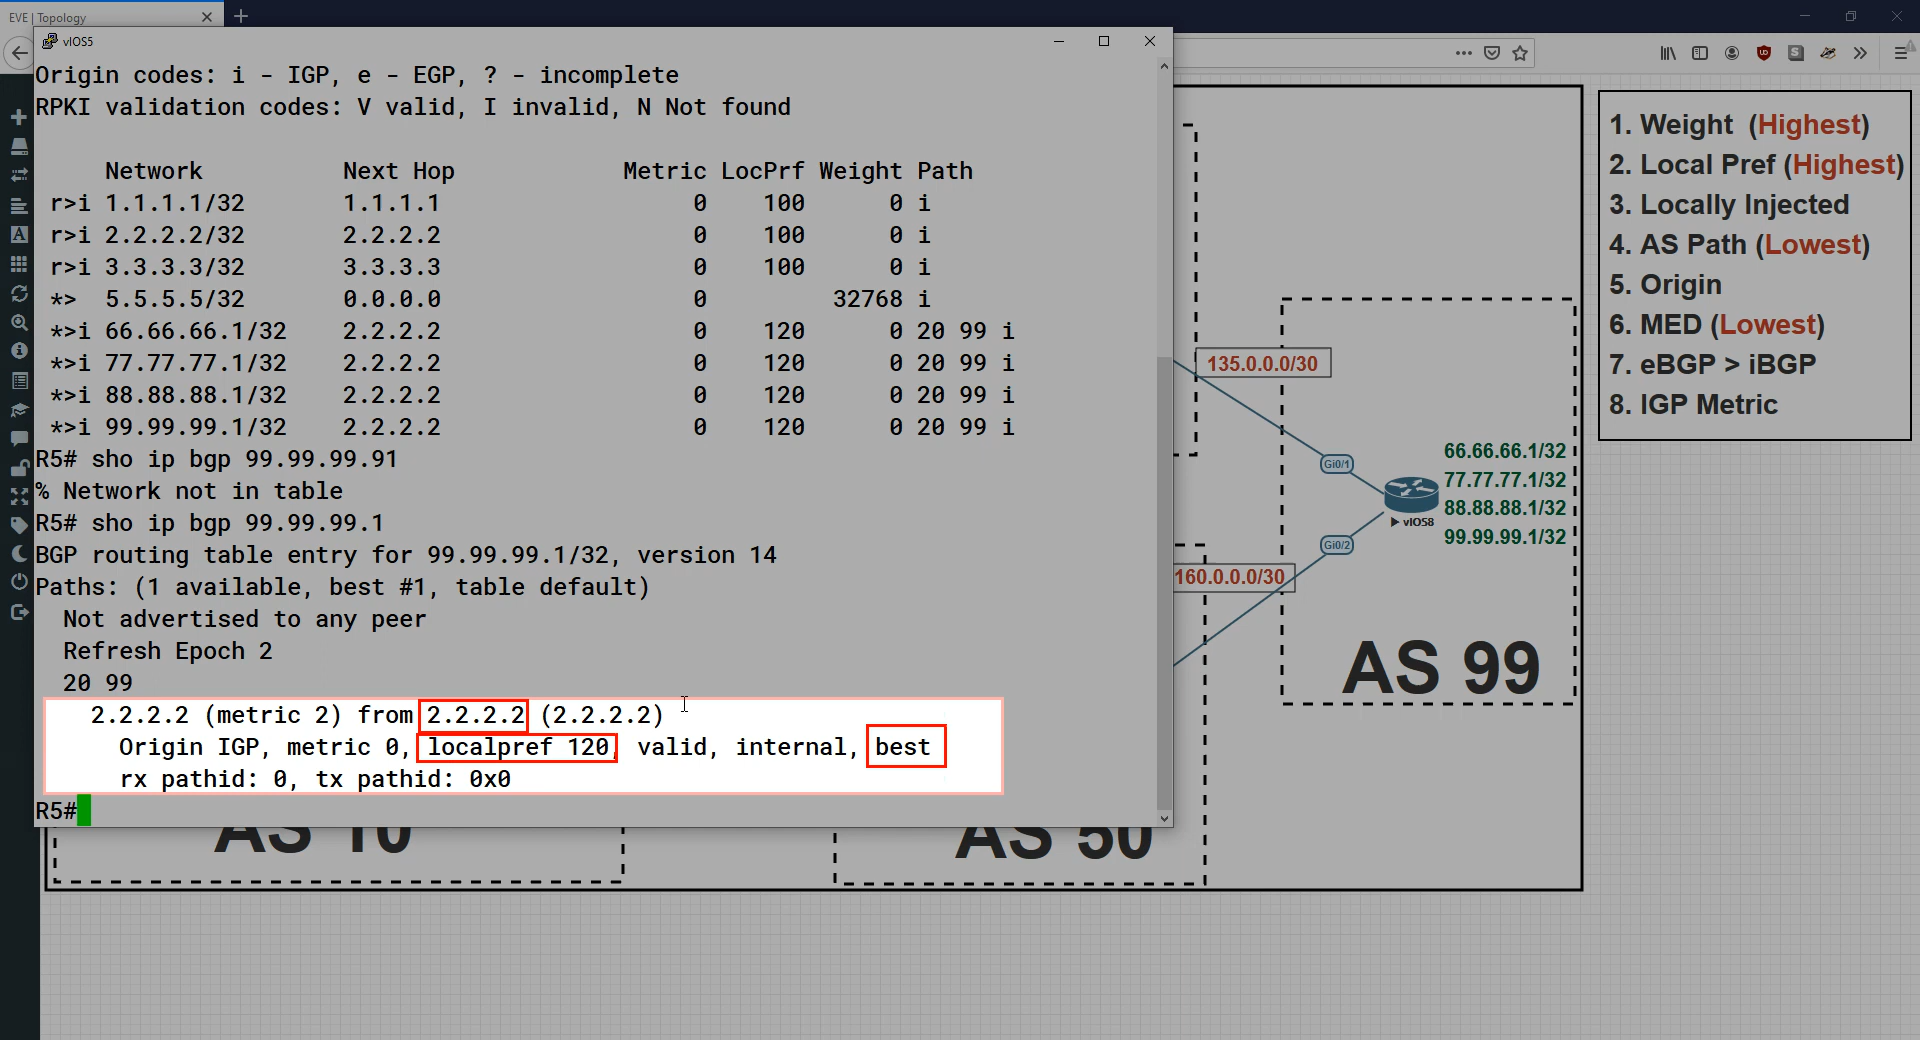 EVE | Topology
vIOS5
Origin codes: i - IGP, e - EGP, ? - incomplete
RPKI validation codes: V valid, I invalid, N Not found
Network Next Hop Metric LocPrf Weight Path
r>i 1.1.1.1/32 1.1.1.1 0 100 0 i
r>i 2.2.2.2/32 2.2.2.2 0 100 0 i
r>i 3.3.3.3/32 3.3.3.3 0 100 0 i
*> 5.5.5.5/32 0.0.0.0 0 32768 i
*>i 66.66.66.1/32 2.2.2.2 0 120 0 20 99 i
*>i 77.77.77.1/32 2.2.2.2 0 120 0 20 99 i
*>i 88.88.88.1/32 2.2.2.2 0 120 0 20 99 i
*>i 99.99.99.1/32 2.2.2.2 0 120 0 20 99 i
R5# sho ip bgp 99.99.99.91
% Network not in table
R5# sho ip bgp 99.99.99.1
BGP routing table entry for 99.99.99.1/32, version 14
Paths: (1 available, best #1, table default)
Not advertised to any peer
Refresh Epoch 2
20 99
2.2.2.2 (metric 2) from 2.2.2.2 (2.2.2.2)
Origin IGP, metric 0, localpref 120, valid, internal, best
rx pathid: 0, tx pathid: 0x0
R5#
AS 10
AS 50
135.0.0.0/30
160.0.0.0/30
Gi0/1
Gi0/2
vIOS8
66.66.66.1/32
77.77.77.1/32
88.88.88.1/32
99.99.99.1/32
AS 99
1. Weight (Highest)
2. Local Pref (Highest)
3. Locally Injected
4. AS Path (Lowest)
5. Origin
6. MED (Lowest)
7. eBGP > iBGP
8. IGP Metric